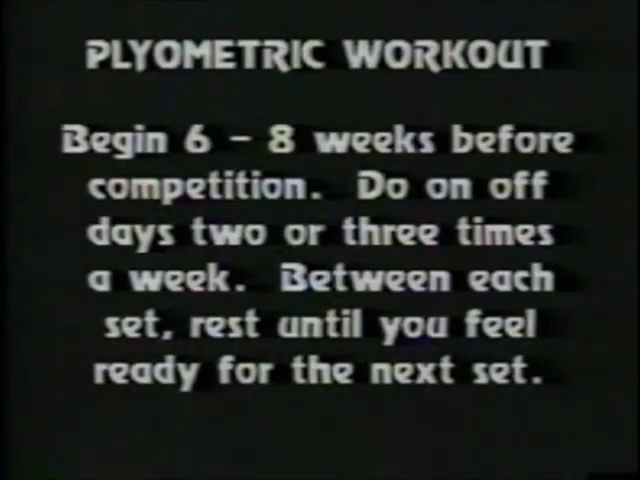 PLYOMETRIC WORKOUT
Begin 6 - 8 weeks before
competition. Do on off
days two or three times
a week. Between each
set, rest until you feel
ready for the next set.